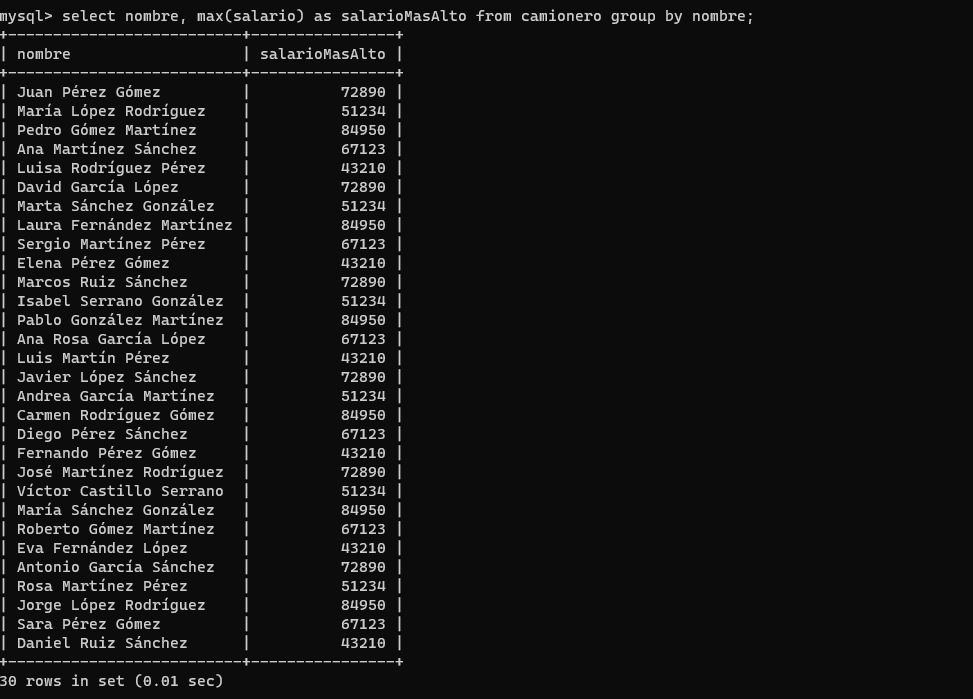 mysql> select nombre, max(salario) as salarioMasAlto from camionero group by nombre;
+--------------------------+----------------+
| nombre                   | salarioMasAlto |
+--------------------------+----------------+
| Juan Pérez Gómez         |          72890 |
| María López Rodríguez    |          51234 |
| Pedro Gómez Martínez     |          84950 |
| Ana Martínez Sánchez     |          67123 |
| Luisa Rodríguez Pérez    |          43210 |
| David García López       |          72890 |
| Marta Sánchez González   |          51234 |
| Laura Fernández Martínez |          84950 |
| Sergio Martínez Pérez    |          67123 |
| Elena Pérez Gómez        |          43210 |
| Marcos Ruiz Sánchez      |          72890 |
| Isabel Serrano González  |          51234 |
| Pablo González Martínez  |          84950 |
| Ana Rosa García López    |          67123 |
| Luis Martín Pérez        |          43210 |
| Javier López Sánchez     |          72890 |
| Andrea García Martínez   |          51234 |
| Carmen Rodríguez Gómez   |          84950 |
| Diego Pérez Sánchez      |          67123 |
| Fernando Pérez Gómez     |          43210 |
| José Martínez Rodríguez  |          72890 |
| Víctor Castillo Serrano  |          51234 |
| María Sánchez González   |          84950 |
| Roberto Gómez Martínez   |          67123 |
| Eva Fernández López      |          43210 |
| Antonio García Sánchez   |          72890 |
| Rosa Martínez Pérez      |          51234 |
| Jorge López Rodríguez    |          84950 |
| Sara Pérez Gómez         |          67123 |
| Daniel Ruiz Sánchez      |          43210 |
+--------------------------+----------------+
30 rows in set (0.01 sec)